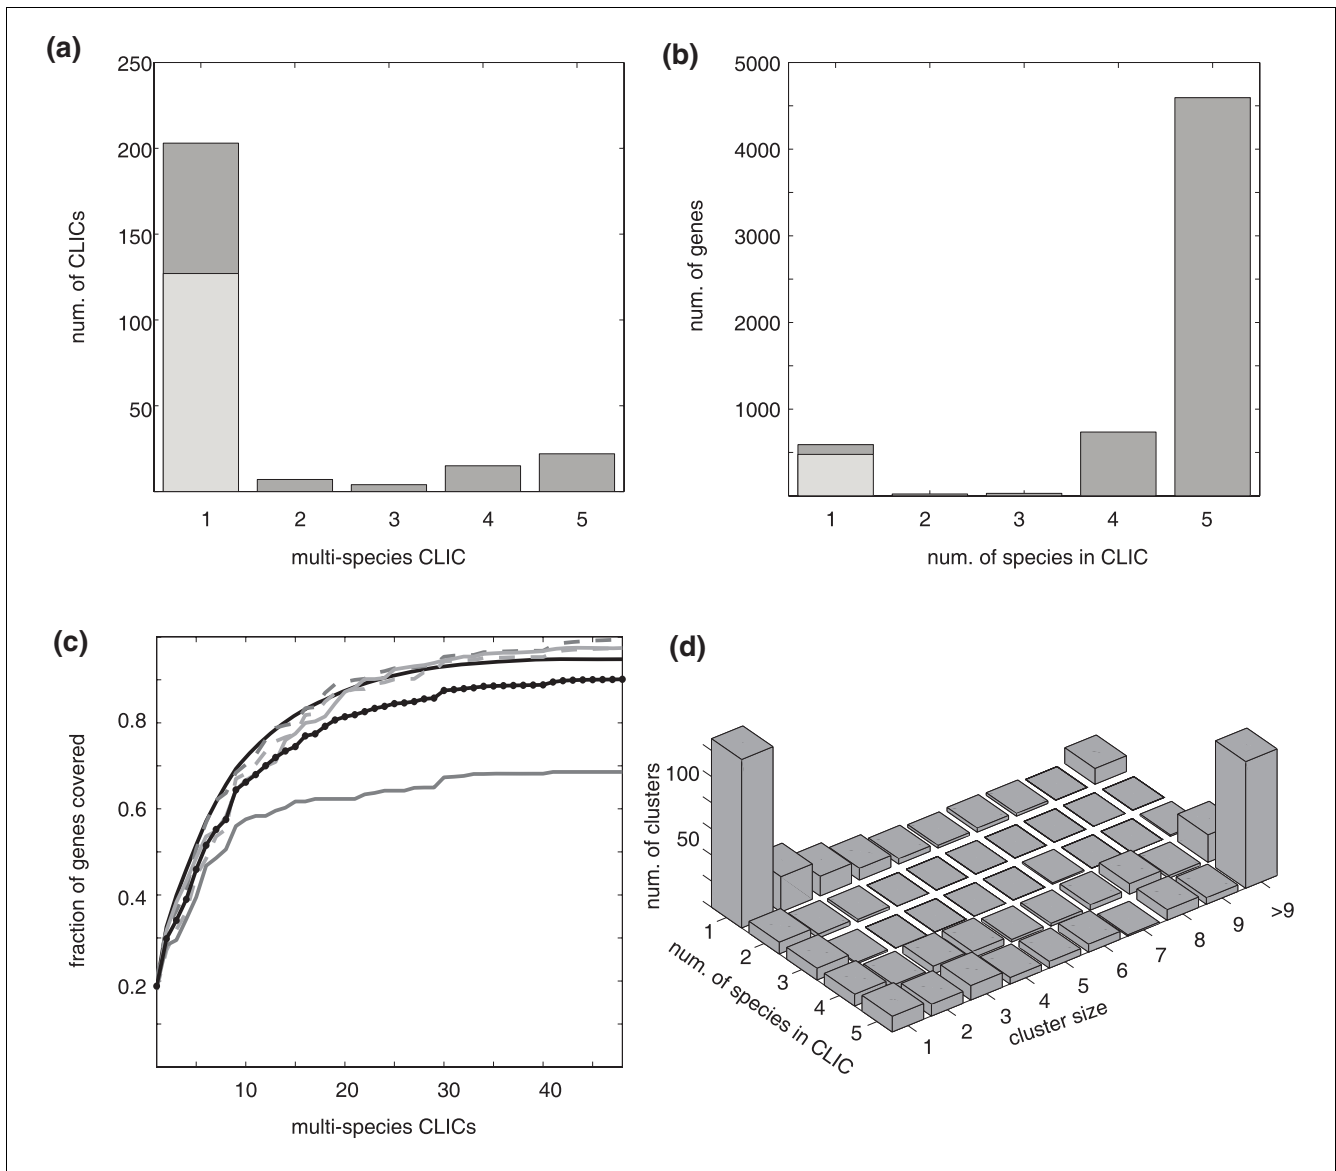 (a)
250
200
150
100
50
num. of CLICs
1 2 3 4 5
multi-species CLIC
(b)
5000
4000
3000
2000
1000
num. of genes
1 2 3 4 5
num. of species in CLIC
(c)
0.8
0.6
0.4
0.2
fraction of genes covered
10 20 30 40
multi-species CLICs
(d)
100
50
num. of clusters
1 2 3 4 5
num. of species in CLIC
1 2 3 4 5 6 7 8 9 >9
cluster size